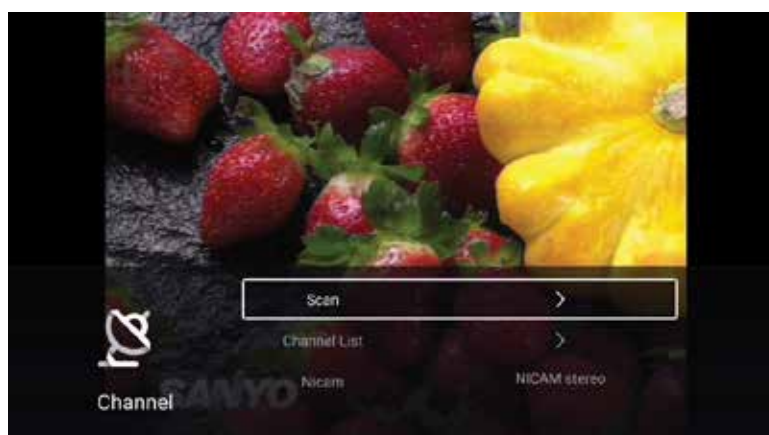 Scan >
Channel List >
Nicam NICAM stereo
Channel
SANYO